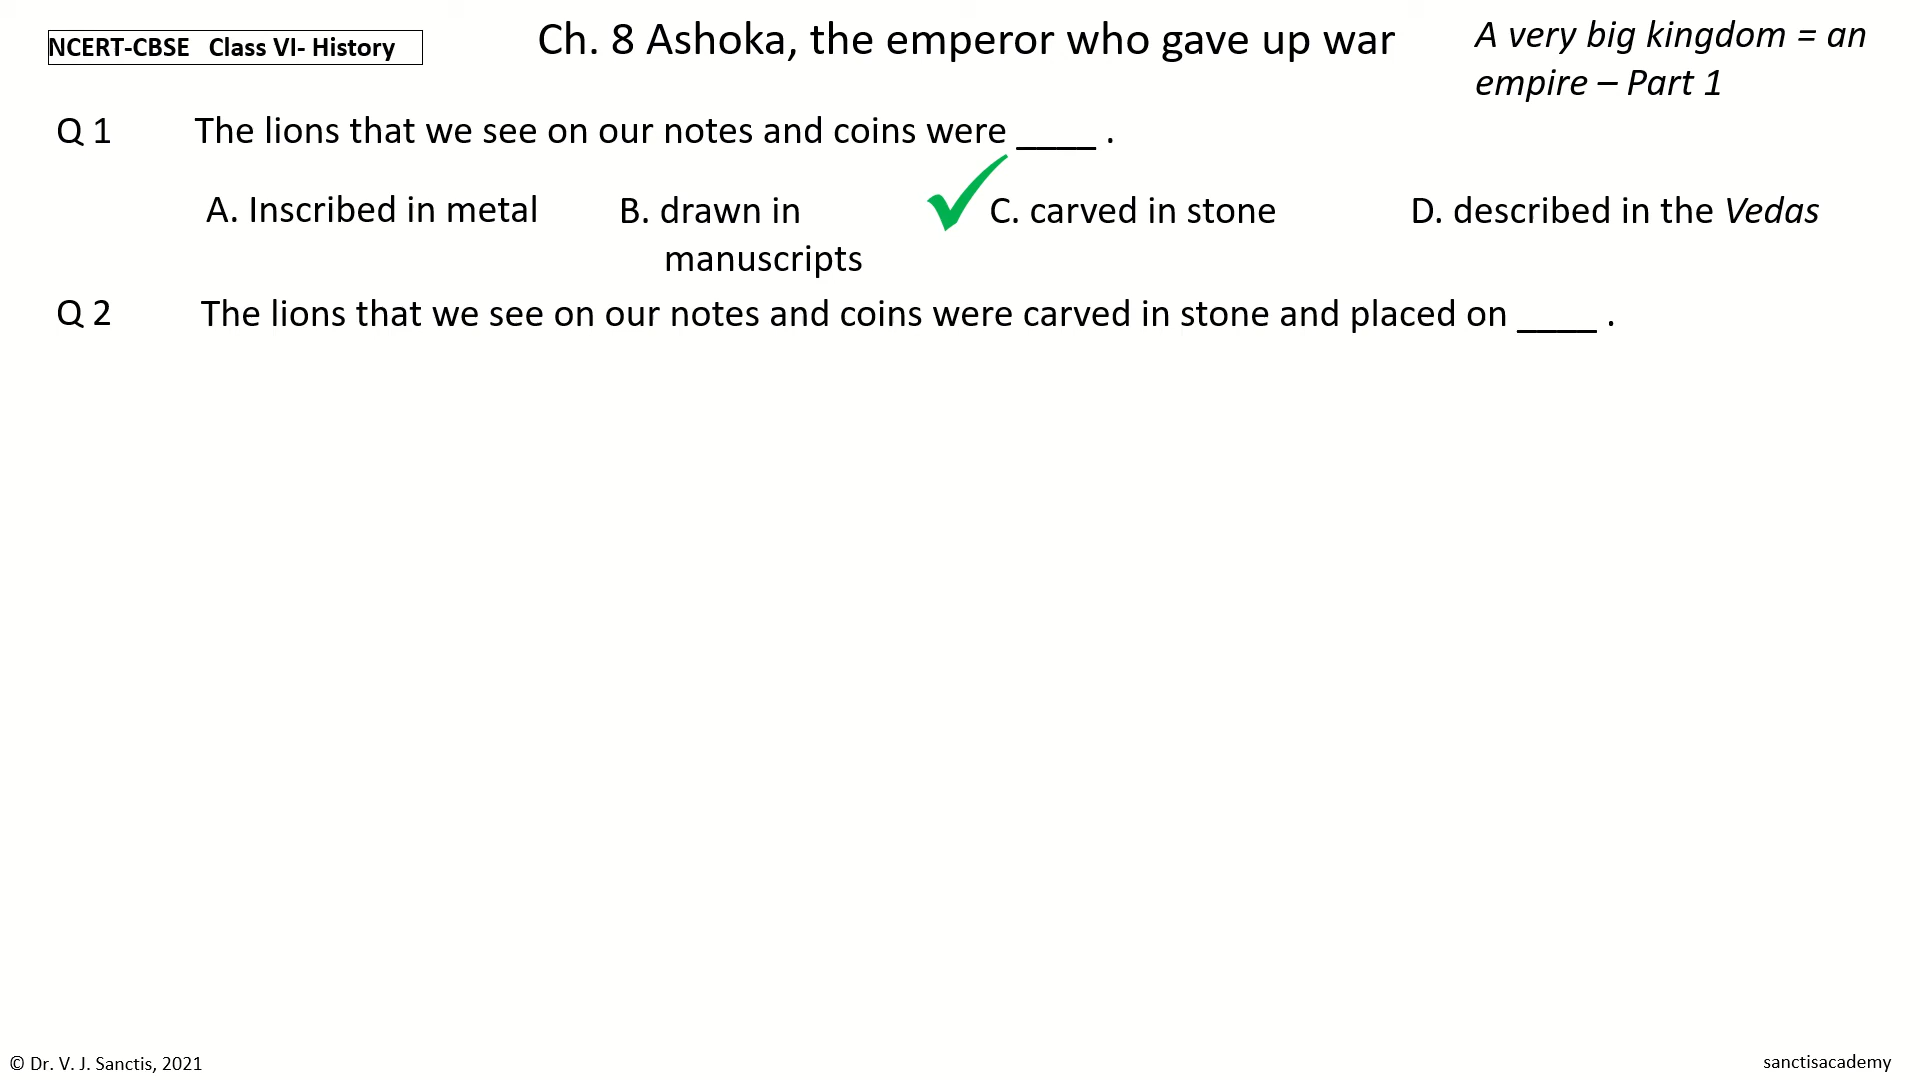 NCERT-CBSE Class VI- History
Ch. 8 Ashoka, the emperor who gave up war
A very big kingdom = an
empire – Part 1
Q 1 The lions that we see on our notes and coins were ____ .
A. Inscribed in metal B. drawn in C. carved in stone D. described in the Vedas
manuscripts
Q 2 The lions that we see on our notes and coins were carved in stone and placed on ____ .
© Dr. V. J. Sanctis, 2021
sanctisacademy